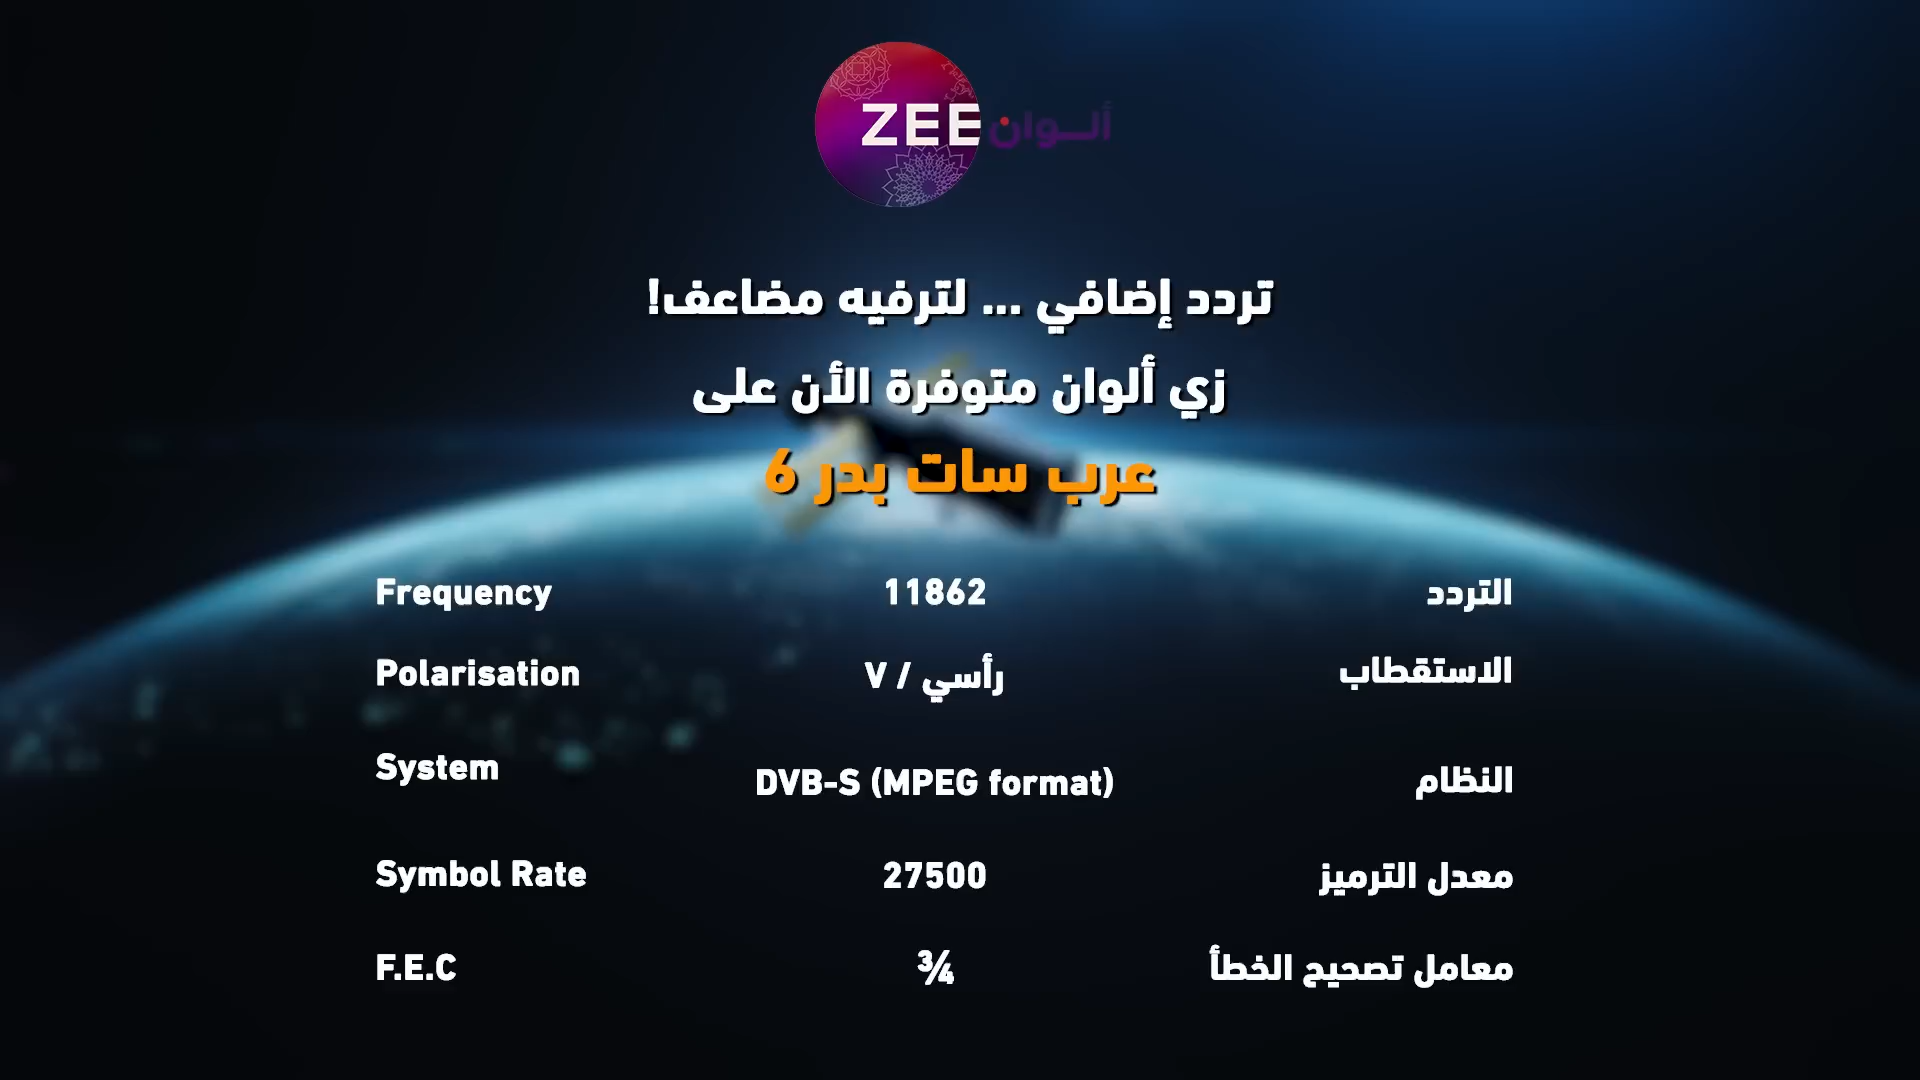 ZEE ألوان
تردد إضافي ... لترفيه مضاعف!
زي ألوان متوفرة الأن على
عرب سات بدر 6
Frequency 11862 التردد
Polarisation رأسي / V الاستقطاب
System DVB-S (MPEG format) النظام
Symbol Rate 27500 معدل الترميز
F.E.C ¾ معامل تصحيح الخطأ